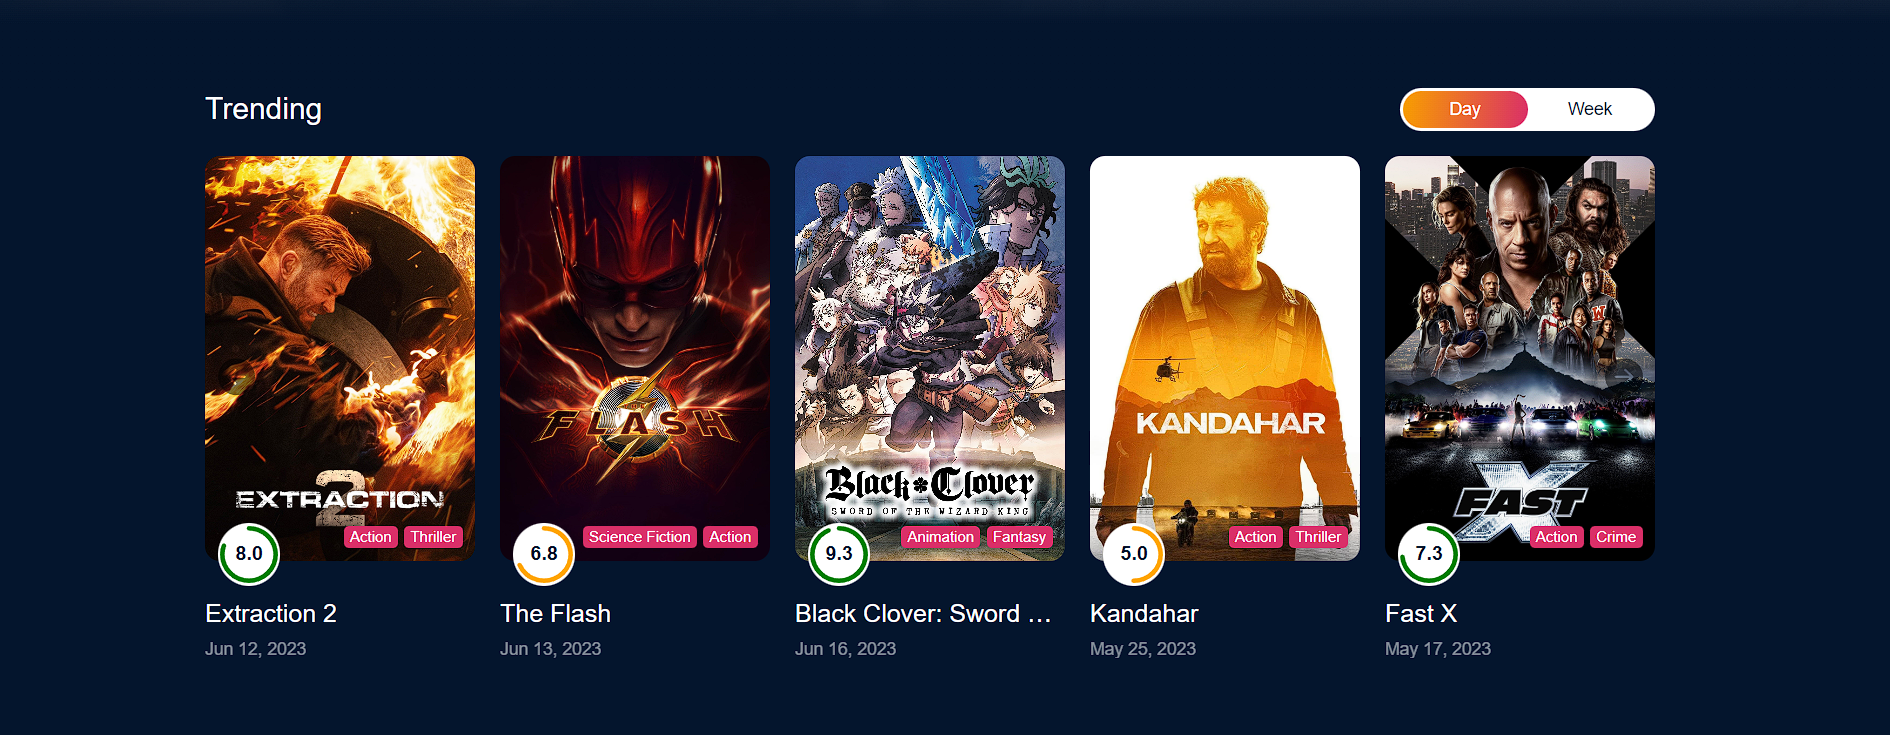 Trending
Day
Week
2
EXTRACTION
Action
Thriller
8.0
Extraction 2
Jun 12, 2023
FLASH
Science Fiction
Action
6.8
The Flash
Jun 13, 2023
Black Clover
SWORD OF THE WIZARD KING
Animation
Fantasy
9.3
Black Clover: Sword ...
Jun 16, 2023
KANDAHAR
Action
Thriller
5.0
Kandahar
May 25, 2023
FAST X
Action
Crime
7.3
Fast X
May 17, 2023